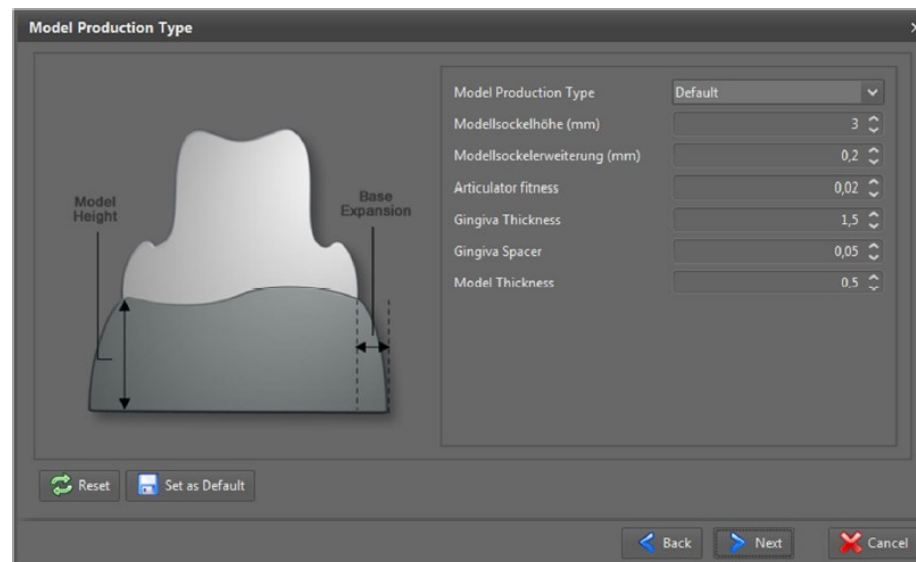 Model Production Type
Model Height
Base Expansion
Model Production Type Default
Modellsockelhöhe (mm) 3
Modellsockelerweiterung (mm) 0,2
Articulator fitness 0,02
Gingiva Thickness 1,5
Gingiva Spacer 0,05
Model Thickness 0,5
Reset Set as Default
Back Next Cancel